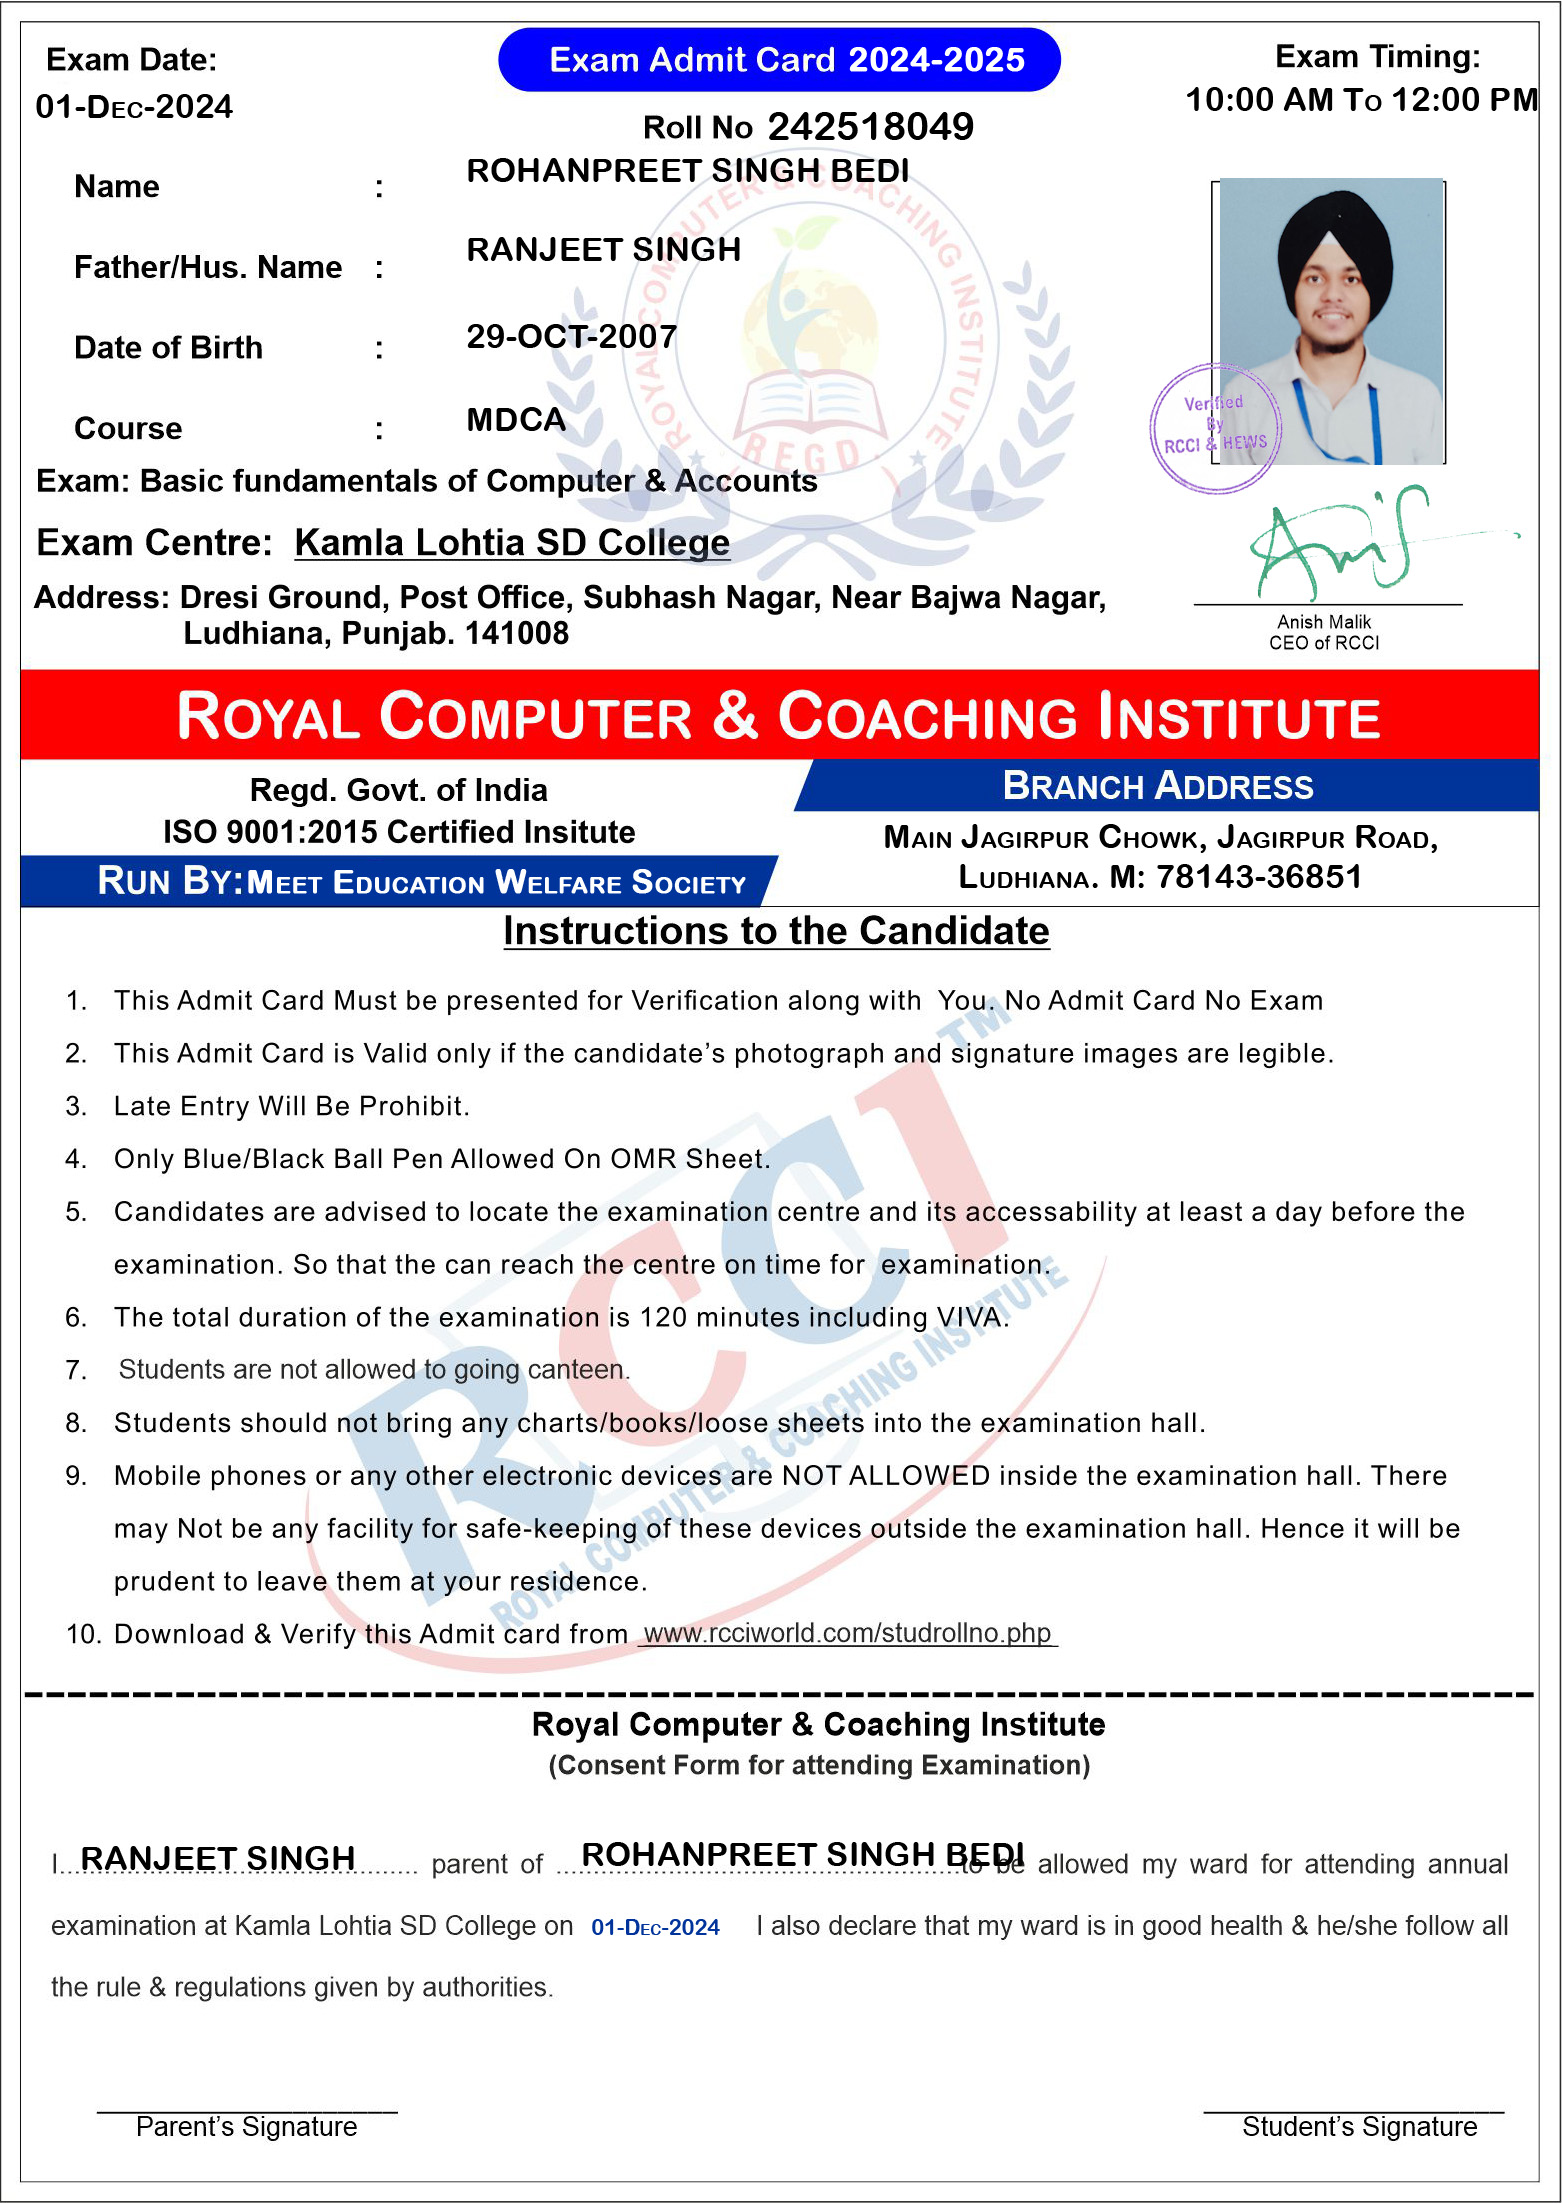 Exam Date:
01-Dec-2024
Exam Admit Card 2024-2025
Exam Timing:
10:00 AM To 12:00 PM
Roll No 242518049
Name : ROHANPREET SINGH BEDI
Father/Hus. Name : RANJEET SINGH
Date of Birth : 29-OCT-2007
Course : MDCA
ROYAL COMPUTER & COACHING INSTITUTE
REGD.
Verified
By
RCCI & HEWS
Exam: Basic fundamentals of Computer & Accounts
Exam Centre: Kamla Lohtia SD College
Address: Dresi Ground, Post Office, Subhash Nagar, Near Bajwa Nagar,
Ludhiana, Punjab. 141008
Anish Malik
CEO of RCCI
Royal Computer & Coaching Institute
Regd. Govt. of India
ISO 9001:2015 Certified Insitute
Run By:Meet Education Welfare Society
Branch Address
Main Jagirpur Chowk, Jagirpur Road,
Ludhiana. M: 78143-36851
Instructions to the Candidate
1. This Admit Card Must be presented for Verification along with You. No Admit Card No Exam
2. This Admit Card is Valid only if the candidate’s photograph and signature images are legible.
3. Late Entry Will Be Prohibit.
4. Only Blue/Black Ball Pen Allowed On OMR Sheet.
5. Candidates are advised to locate the examination centre and its accessability at least a day before the
examination. So that the can reach the centre on time for examination.
6. The total duration of the examination is 120 minutes including VIVA.
7. Students are not allowed to going canteen.
8. Students should not bring any charts/books/loose sheets into the examination hall.
9. Mobile phones or any other electronic devices are NOT ALLOWED inside the examination hall. There
may Not be any facility for safe-keeping of these devices outside the examination hall. Hence it will be
prudent to leave them at your residence.
10. Download & Verify this Admit card from www.rcciworld.com/studrollno.php
RCCI TM
ROYAL COMPUTER & COACHING INSTITUTE
Royal Computer & Coaching Institute
(Consent Form for attending Examination)
I RANJEET SINGH parent of ROHANPREET SINGH BEDI to be allowed my ward for attending annual
examination at Kamla Lohtia SD College on 01-Dec-2024 I also declare that my ward is in good health & he/she follow all
the rule & regulations given by authorities.
Parent’s Signature
Student’s Signature